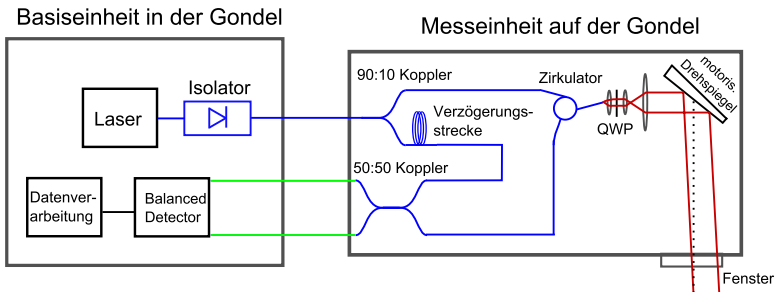 Basiseinheit in der Gondel
Messeinheit auf der Gondel
Laser
Isolator
90:10 Koppler
Verzögerungs-
strecke
Zirkulator
QWP
motoris.
Drehspiegel
50:50 Koppler
Datenver-
arbeitung
Balanced
Detector
Fenster